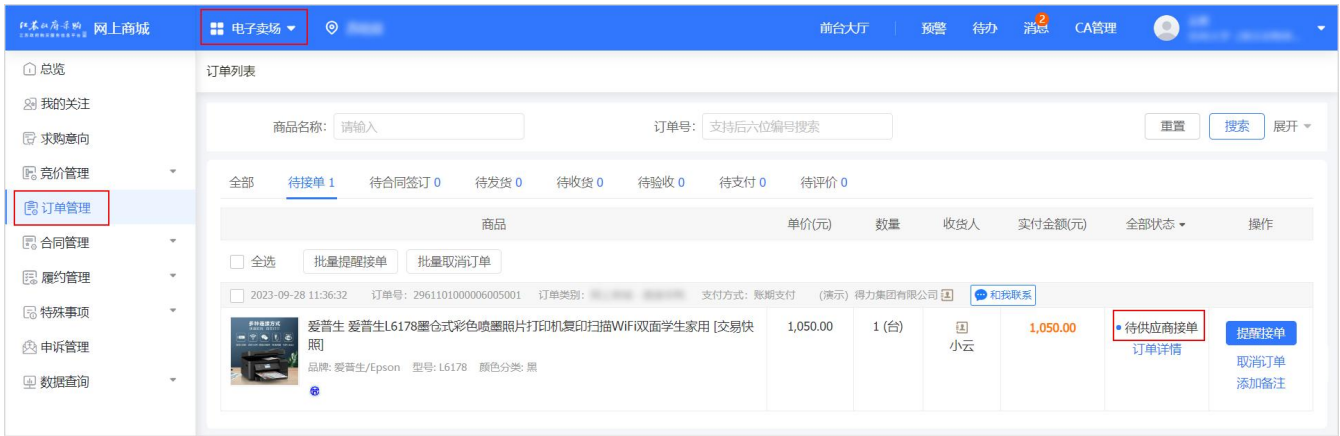 网上商城
电子卖场
前台大厅 预警 待办 消息 2 CA管理
总览
我的关注
求购意向
竞价管理
订单管理
合同管理
履约管理
特殊事项
申诉管理
数据查询
订单列表
商品名称: 请输入 订单号: 支持后六位编号搜索 重置 搜索 展开
全部 待接单 1 待合同签订 0 待发货 0 待收货 0 待验收 0 待支付 0 待评价 0
商品 单价(元) 数量 收货人 实付金额(元) 全部状态 操作
全选 批量提醒接单 批量取消订单
2023-09-28 11:36:32 订单号: 2961101000006005001 订单类别: 支付方式: 账期支付 (演示) 得力集团有限公司 和我联系
爱普生 爱普生L6178墨仓式彩色喷墨照片打印机复印扫描WiFi双面学生家用 [交易快
照]
品牌: 爱普生/Epson 型号: L6178 颜色分类: 黑
1,050.00 1 (台) 小云 1,050.00
待供应商接单
订单详情
提醒接单
取消订单
添加备注